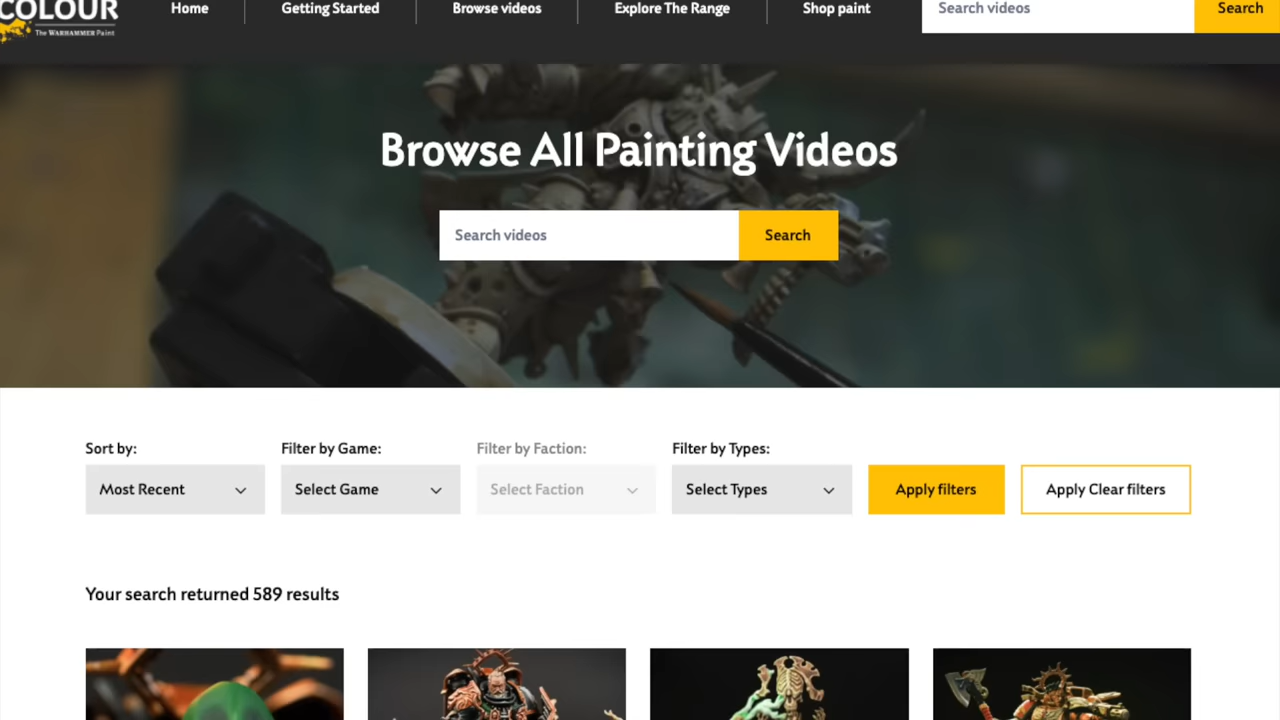 COLOUR
The WARHAMMER Paint
Home
Getting Started
Browse videos
Explore The Range
Shop paint
Search videos
Search
Browse All Painting Videos
Search videos
Search
Sort by:
Filter by Game:
Filter by Faction:
Filter by Types:
Most Recent
Select Game
Select Faction
Select Types
Apply filters
Apply Clear filters
Your search returned 589 results